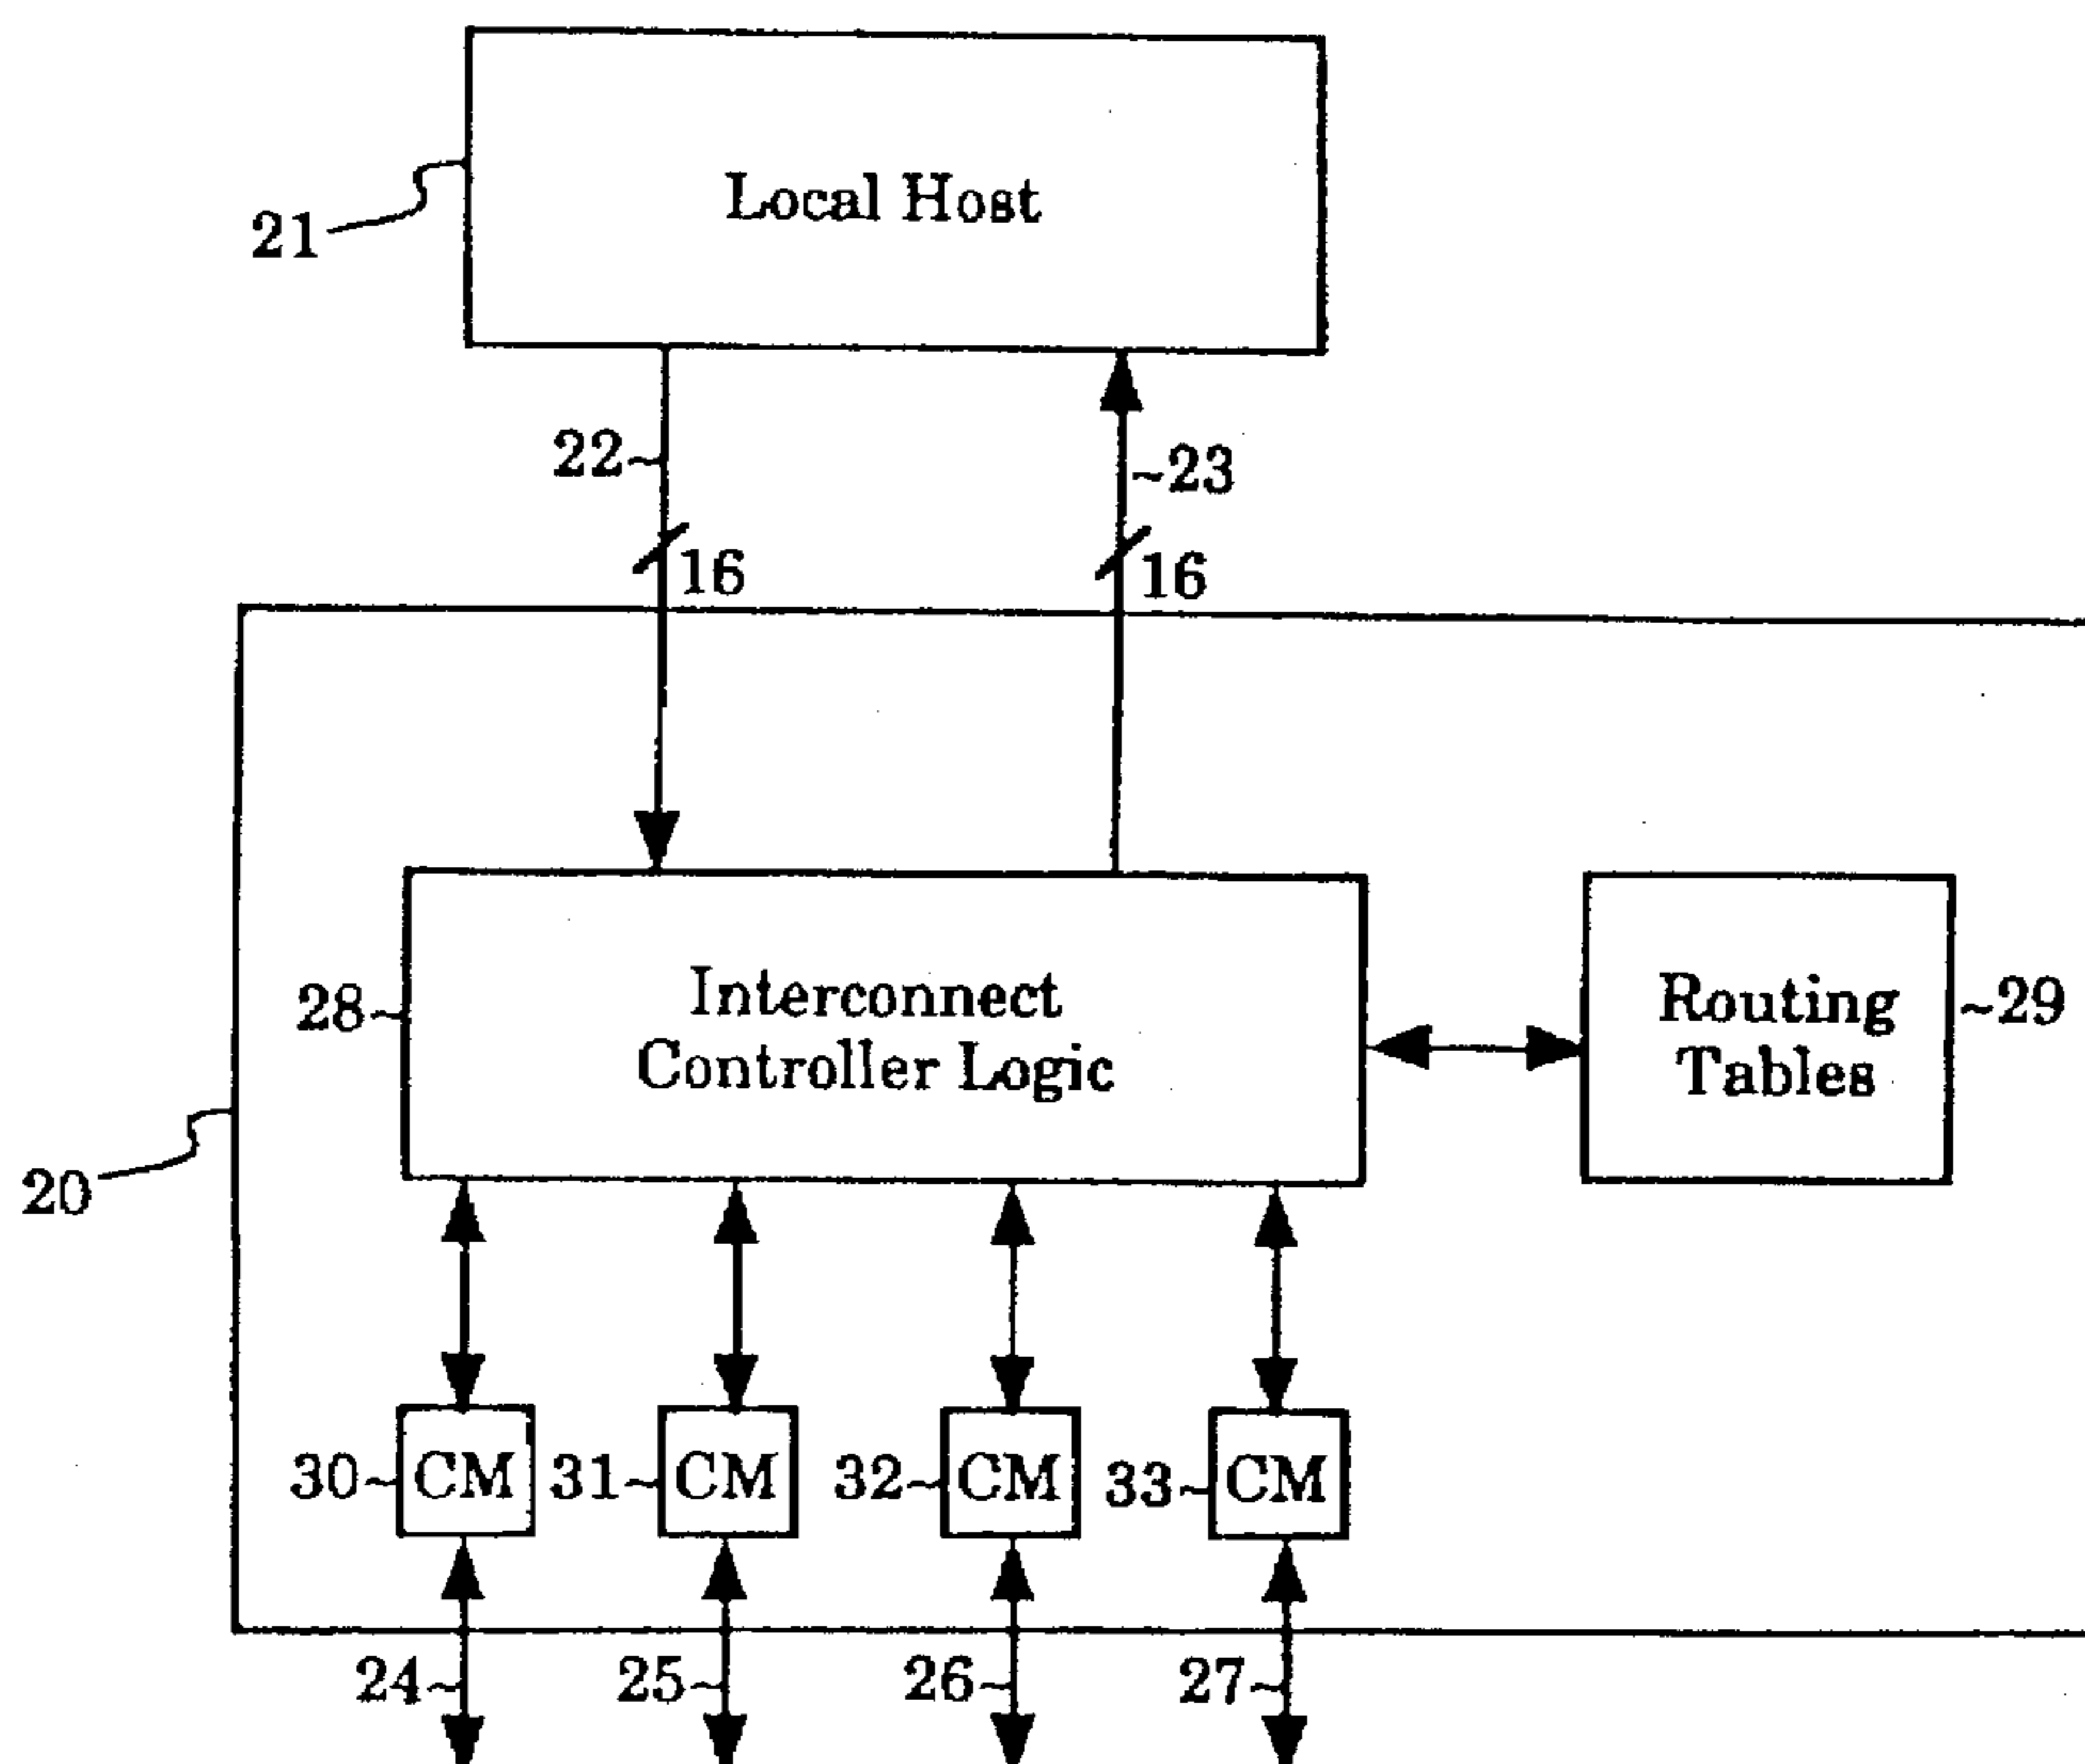 Local Host
21
22
~23
16
16
Interconnect
Controller Logic
28
Routing
Tables
~29
20
30
CM
31
CM
32
CM
33
CM
24
25
26
27